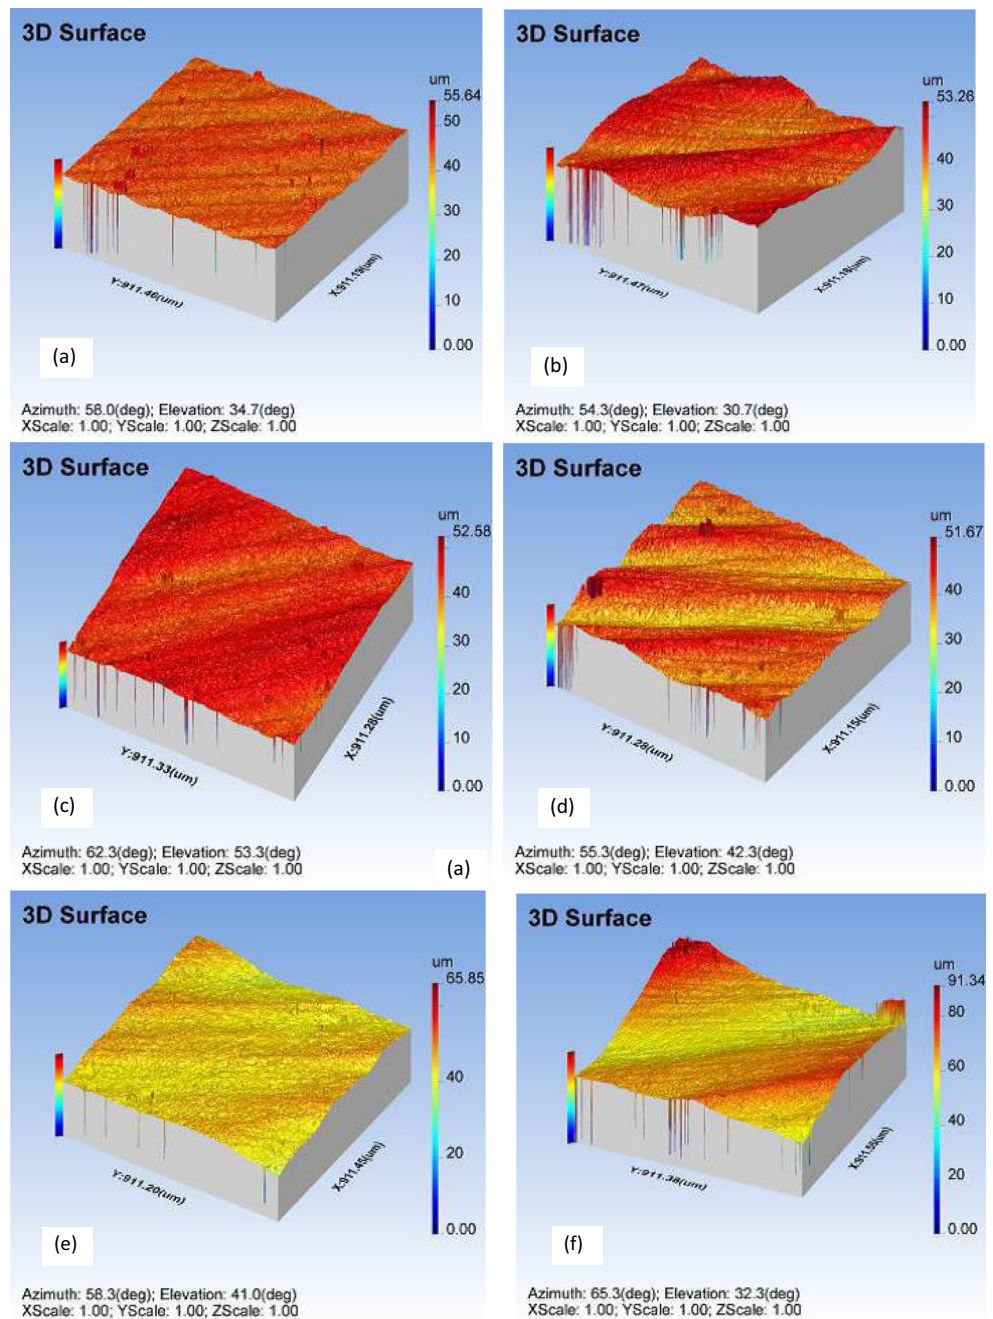 3D Surface
um
55.64
50
40
30
20
10
0.00
Y:911.46(um)
X:911.19(um)
(a)
Azimuth: 58.0(deg); Elevation: 34.7(deg)
XScale: 1.00; YScale: 1.00; ZScale: 1.00
3D Surface
um
53.26
40
30
20
10
0.00
Y:911.47(um)
X:911.19(um)
(b)
Azimuth: 54.3(deg); Elevation: 30.7(deg)
XScale: 1.00; YScale: 1.00; ZScale: 1.00
3D Surface
um
52.58
40
30
20
10
0.00
Y:911.33(um)
X:911.28(um)
(c)
Azimuth: 62.3(deg); Elevation: 53.3(deg)
XScale: 1.00; YScale: 1.00; ZScale: 1.00
(a)
3D Surface
um
51.67
40
30
20
10
0.00
Y:911.28(um)
X:911.15(um)
(d)
Azimuth: 55.3(deg); Elevation: 42.3(deg)
XScale: 1.00; YScale: 1.00; ZScale: 1.00
3D Surface
um
65.85
40
20
0.00
Y:911.20(um)
X:911.45(um)
(e)
Azimuth: 58.3(deg); Elevation: 41.0(deg)
XScale: 1.00; YScale: 1.00; ZScale: 1.00
3D Surface
um
91.34
80
60
40
20
0.00
Y:911.38(um)
X:911.55(um)
(f)
Azimuth: 65.3(deg); Elevation: 32.3(deg)
XScale: 1.00; YScale: 1.00; ZScale: 1.00